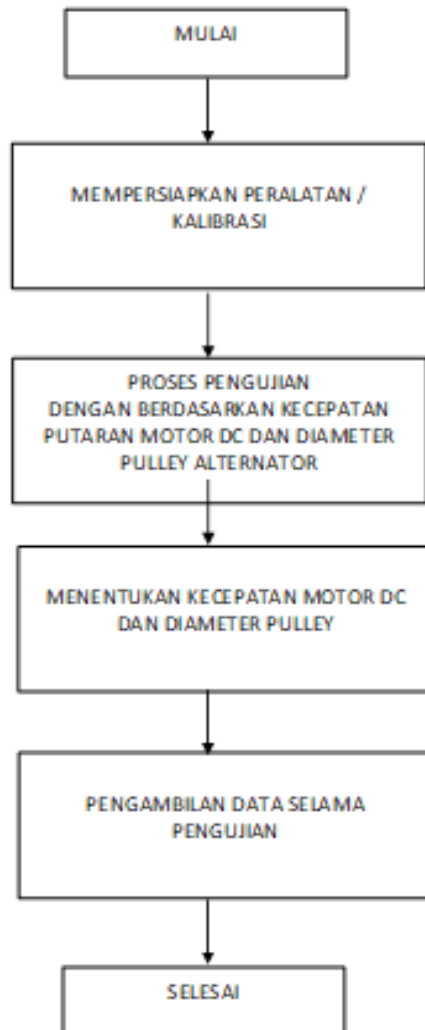 MULAI
MEMPERSIAPKAN PERALATAN /
KALIBRASI
PROSES PENGUJIAN
DENGAN BERDASARKAN KECEPATAN
PUTARAN MOTOR DC DAN DIAMETER
PULLEY ALTERNATOR
MENENTUKAN KECEPATAN MOTOR DC
DAN DIAMETER PULLEY
PENGAMBILAN DATA SELAMA
PENGUJIAN
SELESAI